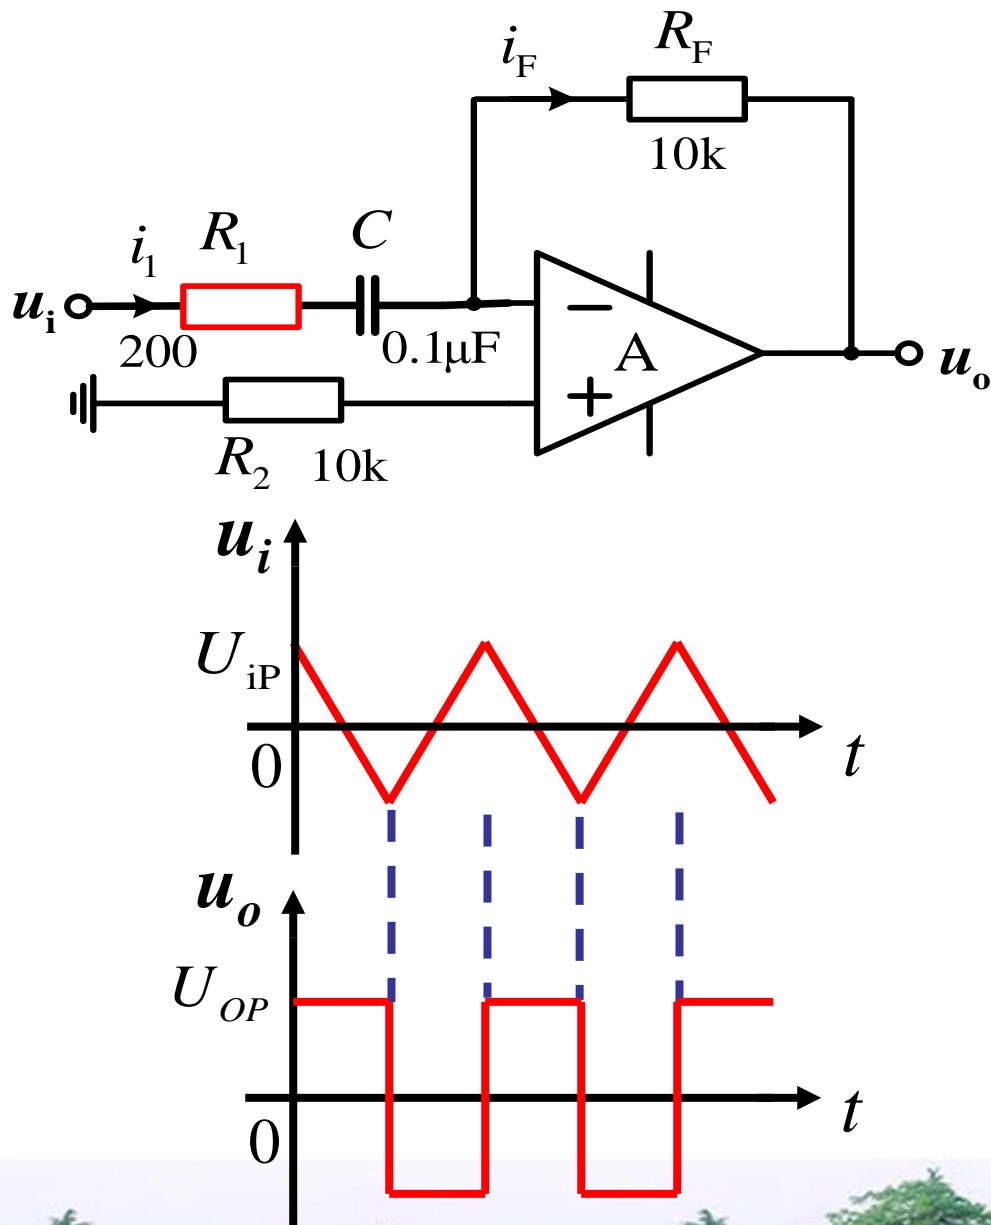 i_F
R_F
10k
i_1
R_1
C
u_i
200
0.1μF
−
A
+
u_o
R_2
10k
u_i
U_iP
0
t
u_o
U_OP
0
t